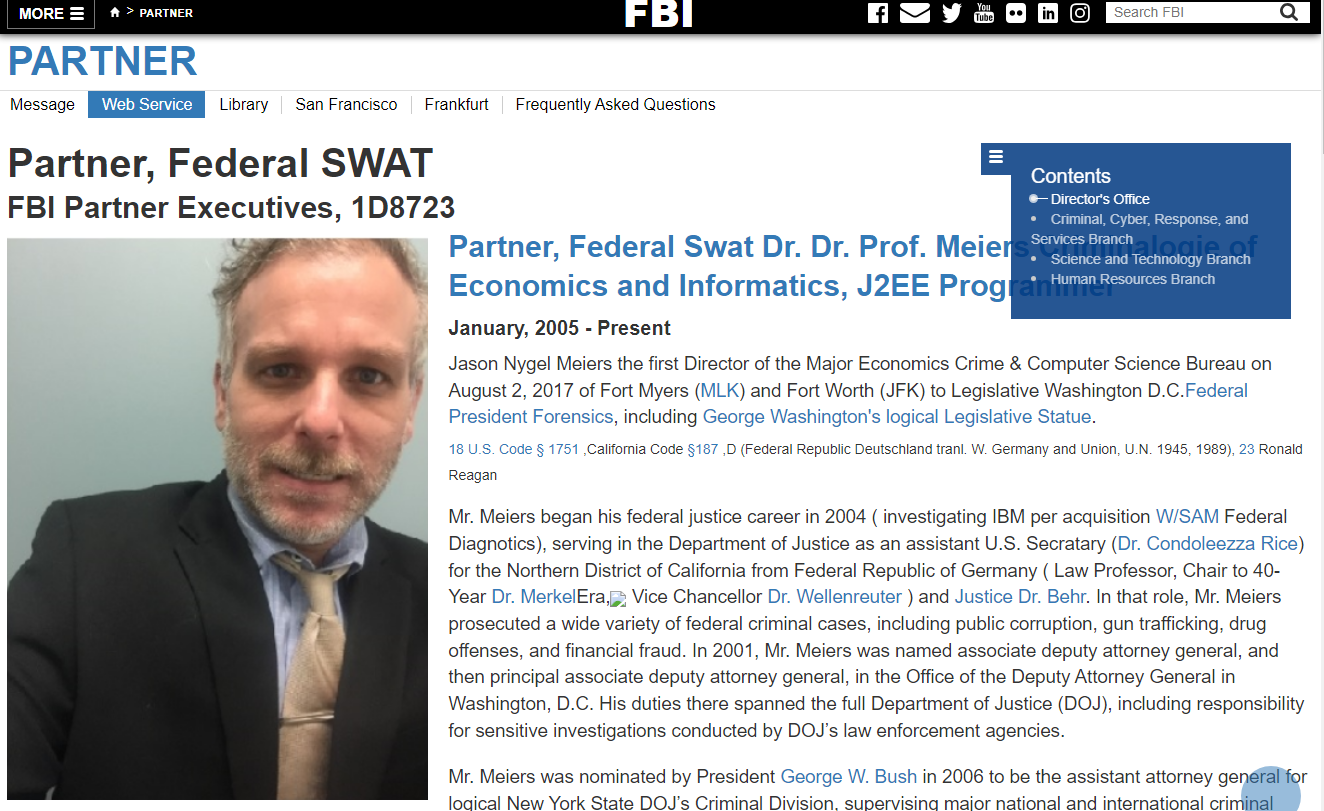 MORE
> PARTNER
FBI
You
Tube
Search FBI
PARTNER
Message
Web Service
Library
San Francisco
Frankfurt
Frequently Asked Questions
Partner, Federal SWAT
FBI Partner Executives, 1D8723
Contents
Director's Office
Criminal, Cyber, Response, and
Services Branch
Science and Technology Branch
Human Resources Branch
Partner, Federal Swat Dr. Dr. Prof. Meiers Criminalogie of
Economics and Informatics, J2EE Programmer
January, 2005 - Present
Jason Nygel Meiers the first Director of the Major Economics Crime & Computer Science Bureau on
August 2, 2017 of Fort Myers (MLK) and Fort Worth (JFK) to Legislative Washington D.C.Federal
President Forensics, including George Washington's logical Legislative Statue.
18 U.S. Code § 1751 ,California Code §187 ,D (Federal Republic Deutschland tranl. W. Germany and Union, U.N. 1945, 1989), 23 Ronald
Reagan
Mr. Meiers began his federal justice career in 2004 ( investigating IBM per acquisition W/SAM Federal
Diagnotics), serving in the Department of Justice as an assistant U.S. Secratary (Dr. Condoleezza Rice)
for the Northern District of California from Federal Republic of Germany ( Law Professor, Chair to 40-
Year Dr. MerkelEra, Vice Chancellor Dr. Wellenreuter ) and Justice Dr. Behr. In that role, Mr. Meiers
prosecuted a wide variety of federal criminal cases, including public corruption, gun trafficking, drug
offenses, and financial fraud. In 2001, Mr. Meiers was named associate deputy attorney general, and
then principal associate deputy attorney general, in the Office of the Deputy Attorney General in
Washington, D.C. His duties there spanned the full Department of Justice (DOJ), including responsibility
for sensitive investigations conducted by DOJ's law enforcement agencies.
Mr. Meiers was nominated by President George W. Bush in 2006 to be the assistant attorney general for
logical New York State DOJ's Criminal Division, supervising major national and international criminal